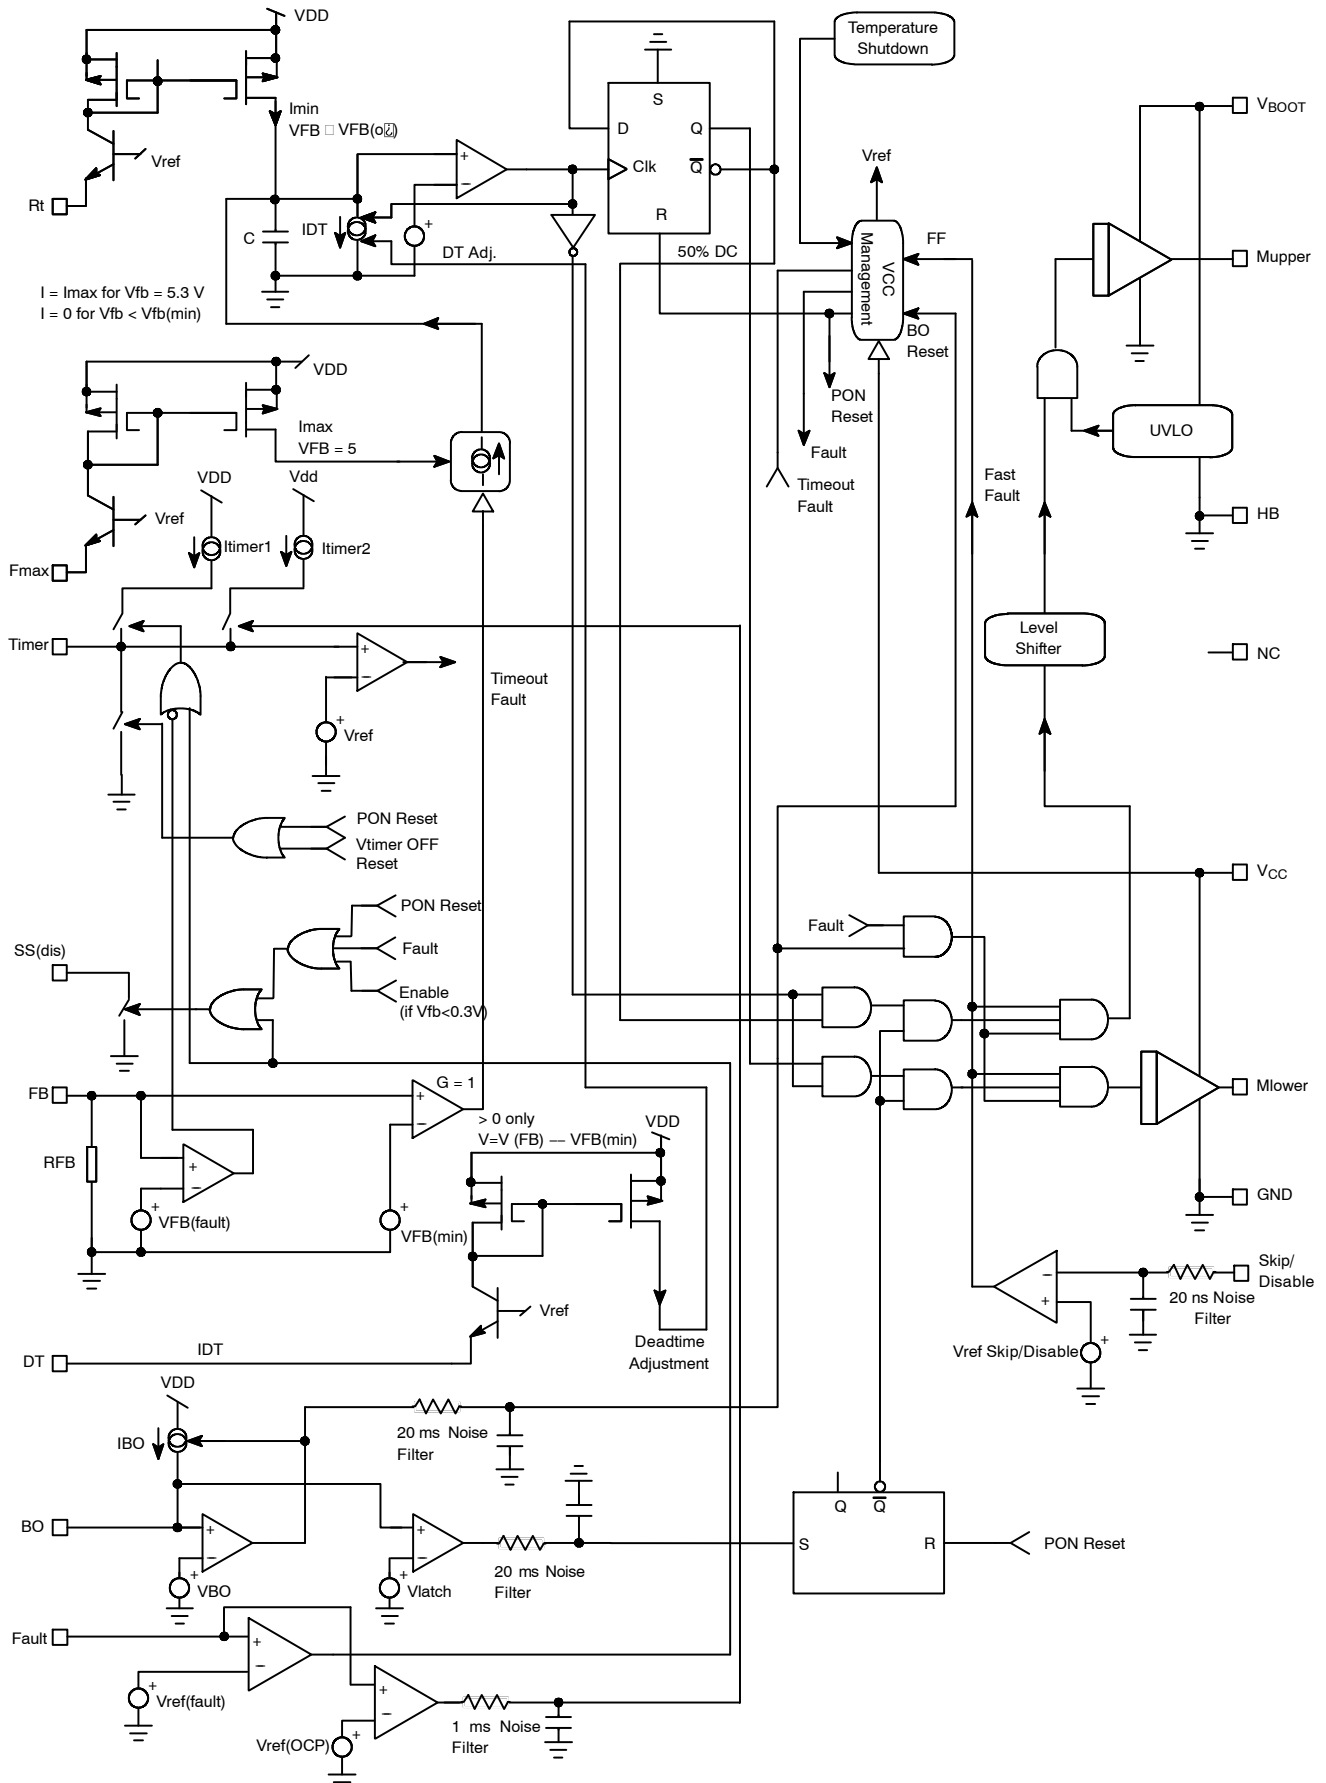 VDD
Temperature
Shutdown
S
D
Q
Clk
Q
R
Imin
VFB VFB(o
Vref
Rt
C
IDT
+
−
+
DT Adj.
50% DC
Vref
VCC
Management
FF
BO
Reset
PON
Reset
Fault
Timeout
Fault
VBOOT
Mupper
UVLO
HB
Fast
Fault
Level
Shifter
NC
I = Imax for Vfb = 5.3 V
I = 0 for Vfb < Vfb(min)
VDD
Imax
VFB = 5
VDD
Vdd
Vref
Itimer1
Itimer2
Fmax
Timer
+
−
Timeout
Fault
+
Vref
PON Reset
Vtimer OFF
Reset
VCC
PON Reset
Fault
Enable
(if Vfb<0.3V)
SS(dis)
Fault
FB
G = 1
+
−
> 0 only
V=V (FB) −− VFB(min)
VDD
Mlower
RFB
+
−
+
VFB(fault)
+
VFB(min)
GND
Vref
Skip/
Disable
−
+
20 ns Noise
Filter
Vref Skip/Disable
+
DT
IDT
Deadtime
Adjustment
VDD
IBO
20 ms Noise
Filter
BO
+
−
+
VBO
+
−
+
Vlatch
20 ms Noise
Filter
Q
Q
S
R
PON Reset
Fault
+
−
+
Vref(fault)
+
−
+
Vref(OCP)
1 ms Noise
Filter